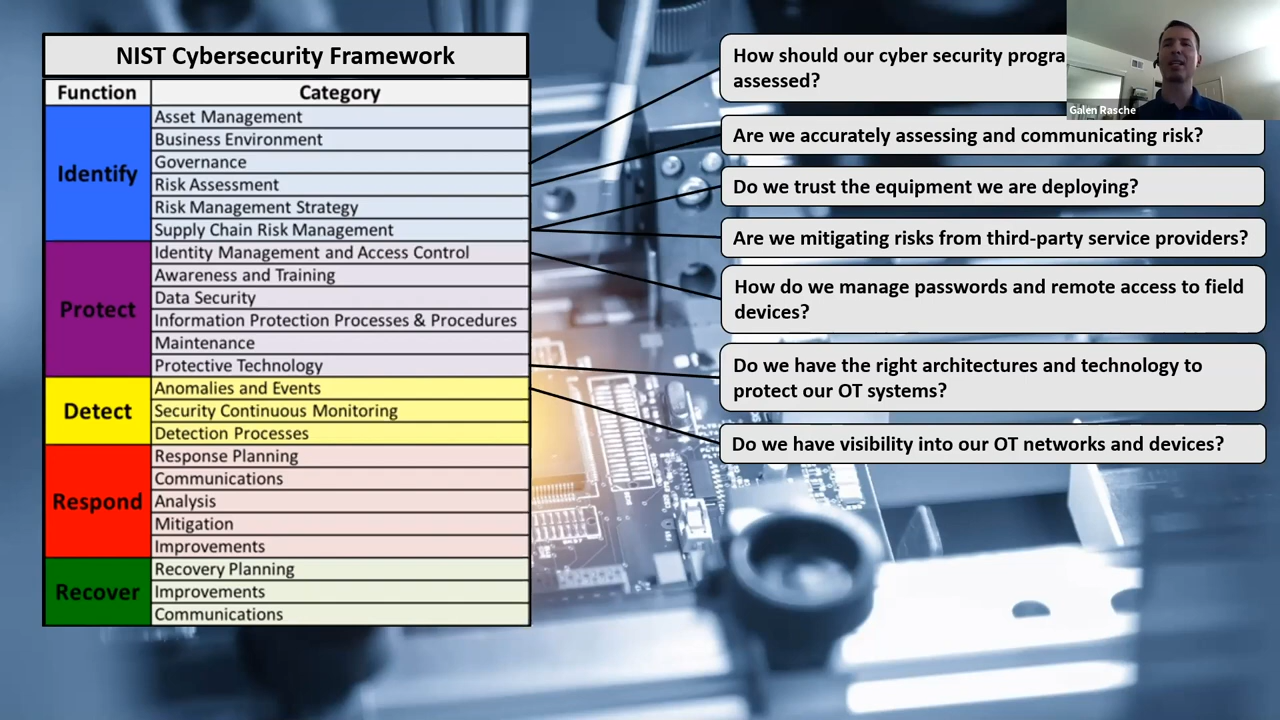 NIST Cybersecurity Framework
Function Category
Identify
Asset Management
Business Environment
Governance
Risk Assessment
Risk Management Strategy
Supply Chain Risk Management
Protect
Identity Management and Access Control
Awareness and Training
Data Security
Information Protection Processes & Procedures
Maintenance
Protective Technology
Detect
Anomalies and Events
Security Continuous Monitoring
Detection Processes
Respond
Response Planning
Communications
Analysis
Mitigation
Improvements
Recover
Recovery Planning
Improvements
Communications
How should our cyber security progra
assessed?
Are we accurately assessing and communicating risk?
Do we trust the equipment we are deploying?
Are we mitigating risks from third-party service providers?
How do we manage passwords and remote access to field
devices?
Do we have the right architectures and technology to
protect our OT systems?
Do we have visibility into our OT networks and devices?
Galen Rasche